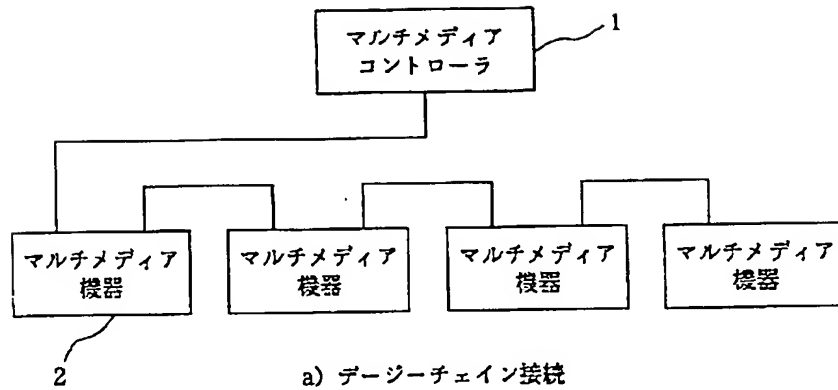 マルチメディア
コントローラ
1
マルチメディア
機器
マルチメディア
機器
マルチメディア
機器
マルチメディア
機器
2
a) デージーチェイン接続